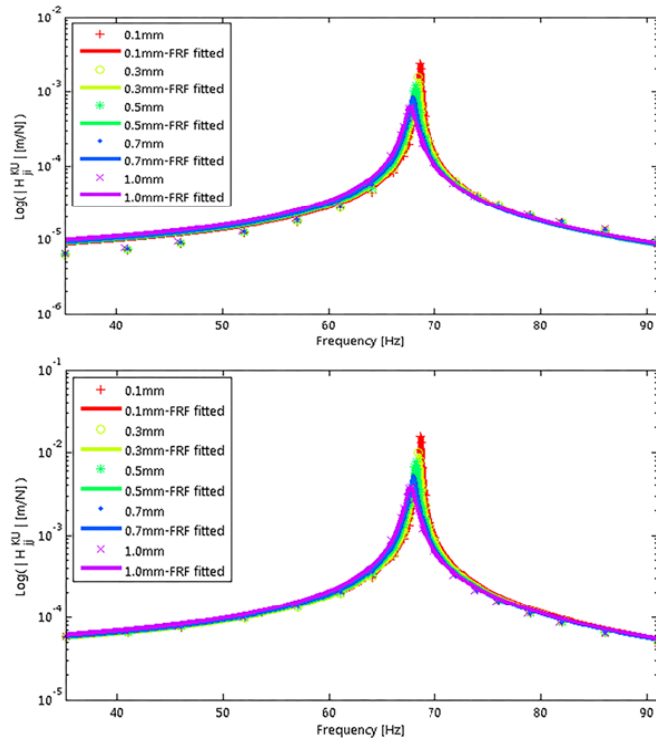 10^-2
10^-3
10^-4
10^-5
10^-6
Log( | H_jj^KU | [m/N] )
0.1mm
0.1mm-FRF fitted
0.3mm
0.3mm-FRF fitted
0.5mm
0.5mm-FRF fitted
0.7mm
0.7mm-FRF fitted
1.0mm
1.0mm-FRF fitted
40 50 60 70 80 90
Frequency [Hz]
10^-1
10^-2
10^-3
10^-4
10^-5
Log( | H_jj^KU | [m/N] )
0.1mm
0.1mm-FRF fitted
0.3mm
0.3mm-FRF fitted
0.5mm
0.5mm-FRF fitted
0.7mm
0.7mm-FRF fitted
1.0mm
1.0mm-FRF fitted
40 50 60 70 80 90
Frequency [Hz]